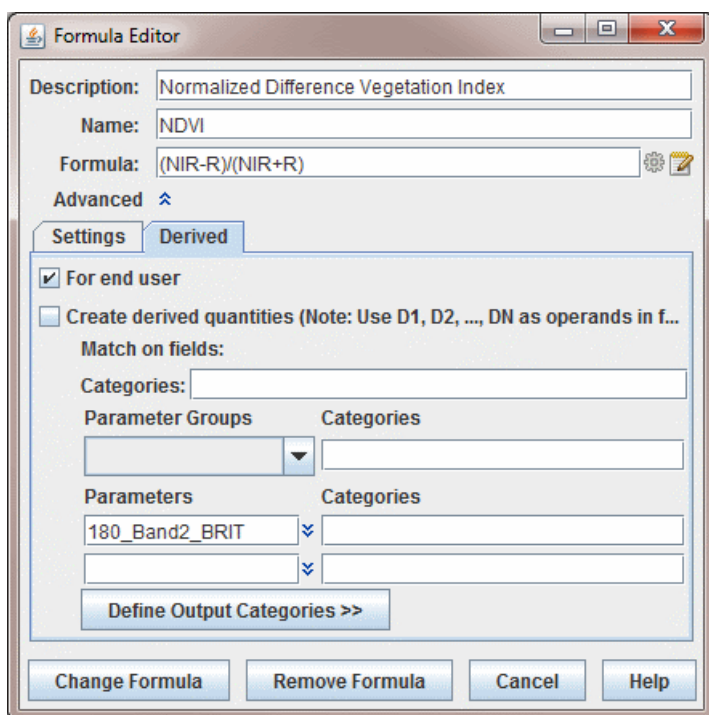 Formula Editor
Description: Normalized Difference Vegetation Index
Name: NDVI
Formula: (NIR-R)/(NIR+R)
Advanced
Settings Derived
For end user
Create derived quantities (Note: Use D1, D2, ..., DN as operands in f...
Match on fields:
Categories:
Parameter Groups Categories
Parameters Categories
180_Band2_BRIT
Define Output Categories >>
Change Formula Remove Formula Cancel Help